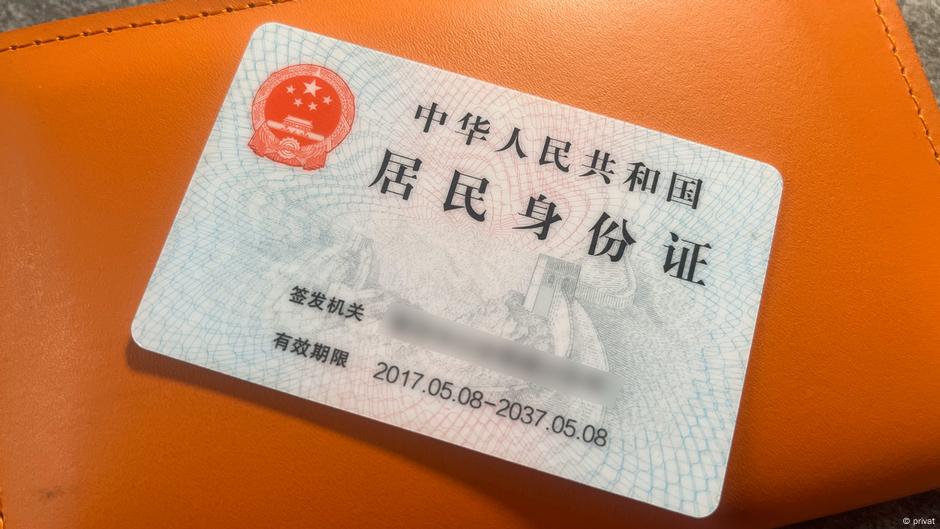 中华人民共和国
居民身份证
签发机关
有效期限 2017.05.08-2037.05.08
© privat